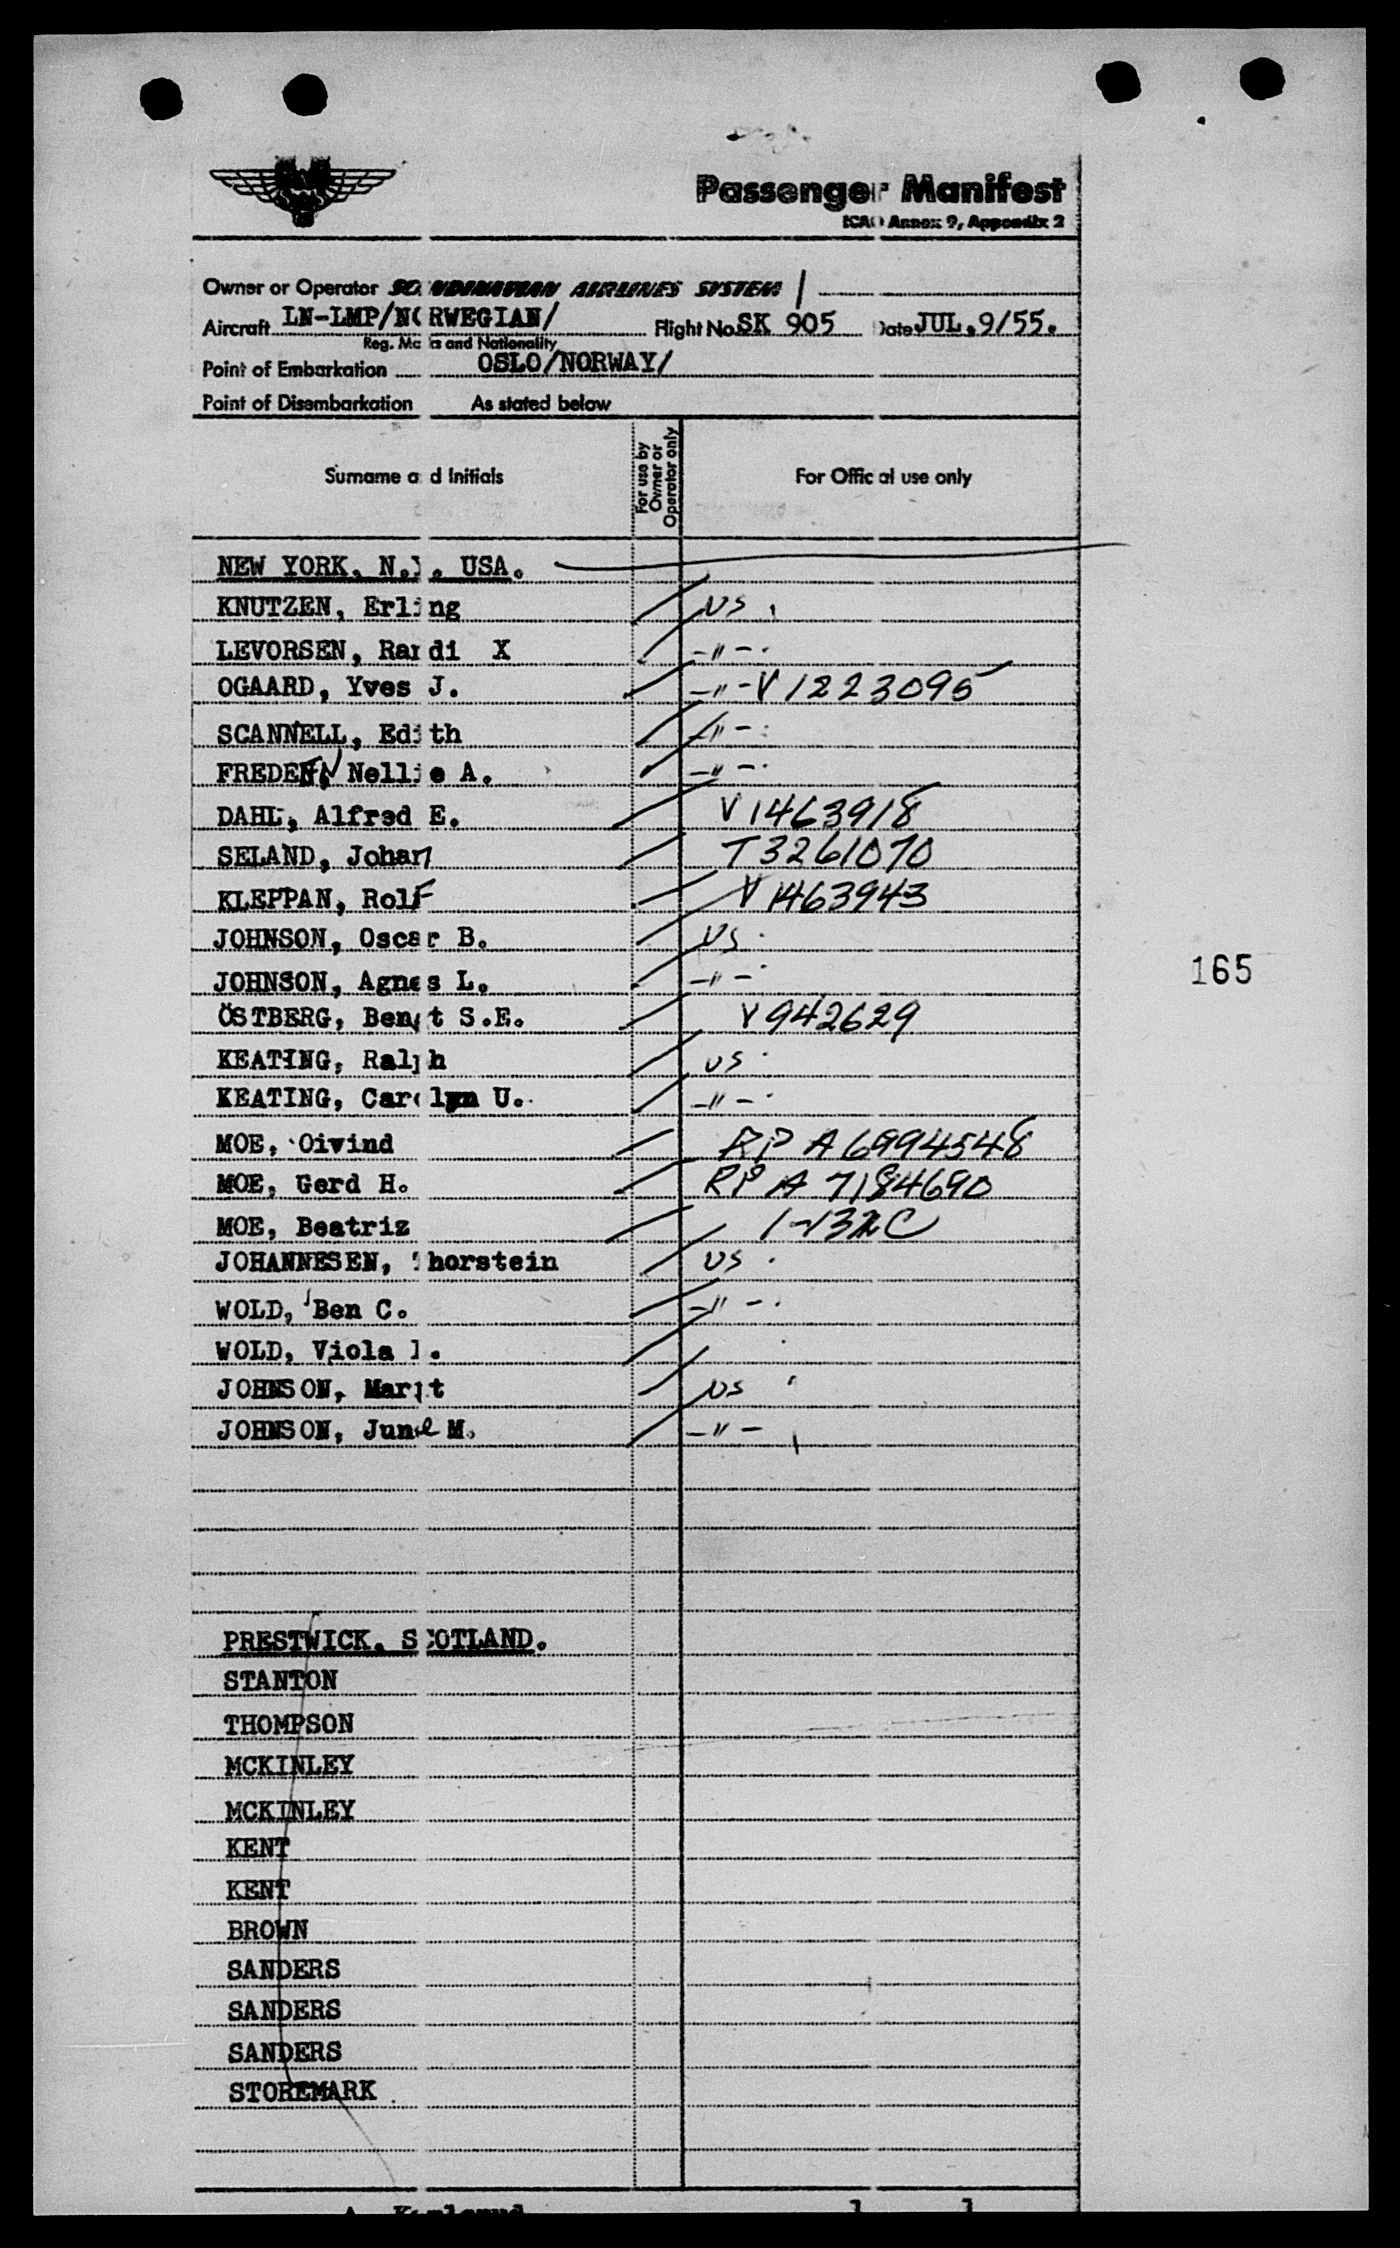 Passenger Manifest
ICAO Annex 9, Appendix 2
Owner or Operator SCANDINAVIAN AIRLINES SYSTEM
Aircraft LN-LMP/NORWEGIAN/ Flight No. SK 905 Date JUL.9/55.
Reg. Marks and Nationality
Point of Embarkation OSLO/NORWAY/
Point of Disembarkation As stated below
Surname and Initials For use by Owner or Operator only For Official use only
NEW YORK. N.Y. USA.
KNUTZEN, Erling US
LEVORSEN, Randi X -"-
OGAARD, Yves J. -"- V1223095
SCANNELL, Edith -"-
FREDEN, Nellie A. -"-
DAHL, Alfred E. V1463918
SELAND, Johan T3261070
KLEPPAN, Rolf V1463943
JOHNSON, Oscar B. US
JOHNSON, Agnes L. -"-
165
ÖSTBERG, Bengt S.E. V942629
KEATING, Ralph US
KEATING, Carolyn U. -"-
MOE, Oivind RP A6994548
MOE, Gerd H. RP A 7184690
MOE, Beatriz
JOHANNESEN, Thorstein US
WOLD, Ben C. -"-
WOLD, Viola
JOHNSON, Marit US
JOHNSON, June M. -"-
PRESTWICK. SCOTLAND.
STANTON
THOMPSON
MCKINLEY
MCKINLEY
KENT
KENT
BROWN
SANDERS
SANDERS
SANDERS
STOREMARK